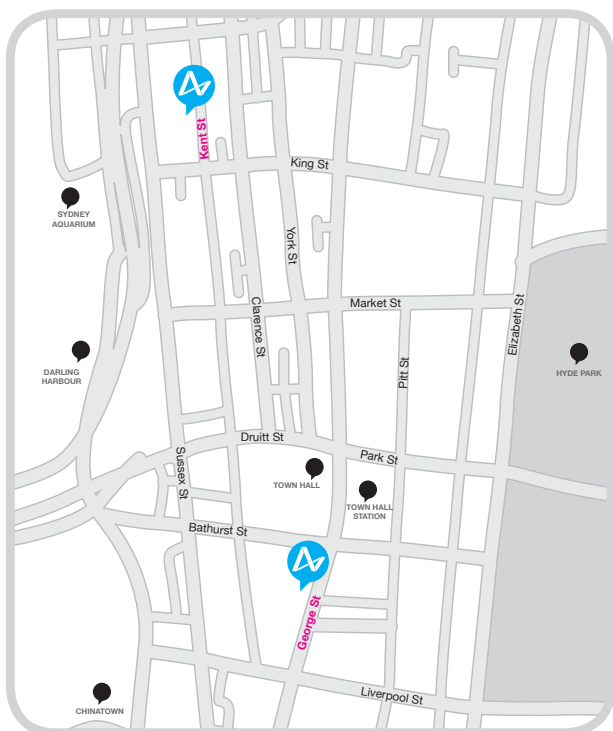 Kent St
King St
SYDNEY
AQUARIUM
York St
Elizabeth St
Market St
Clarence St
Pitt St
DARLING
HARBOUR
HYDE PARK
Druitt St
Park St
Sussex St
TOWN HALL
TOWN HALL
STATION
Bathurst St
George St
Liverpool St
CHINATOWN